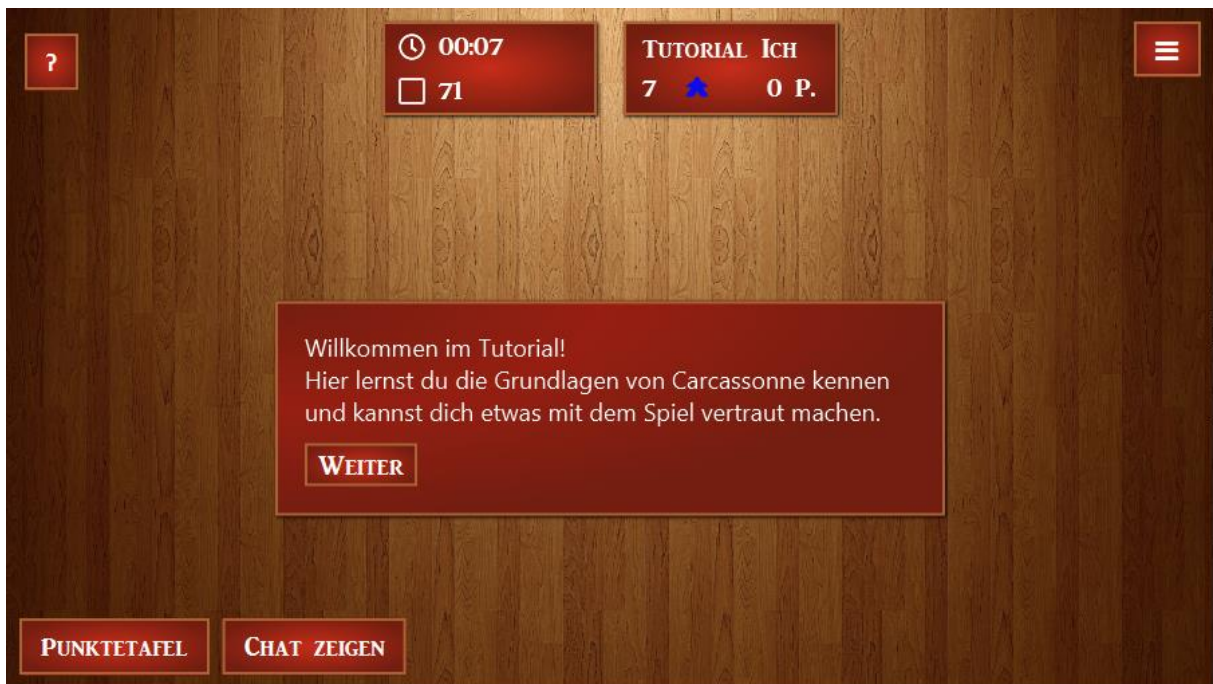 ?
00:07
71
Tutorial Ich
7 0 P.
Willkommen im Tutorial!
Hier lernst du die Grundlagen von Carcassonne kennen
und kannst dich etwas mit dem Spiel vertraut machen.
Weiter
Punktetafel
Chat zeigen